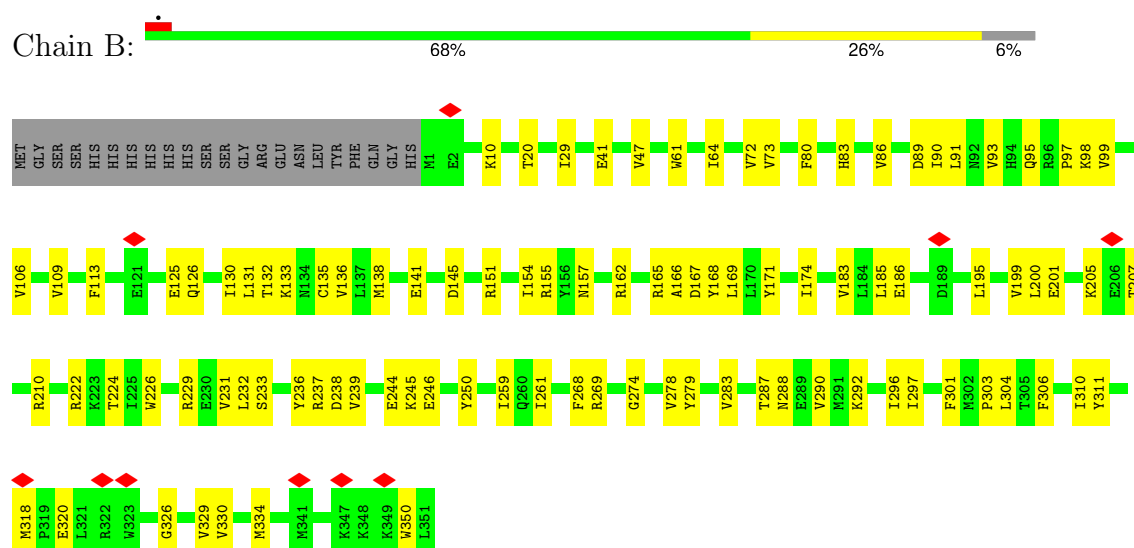 Chain B:
68% 26% 6%
MET GLY SER SER HIS HIS HIS HIS HIS HIS SER SER GLY ARG GLU ASN LEU TYR PHE GLN GLY HIS M1 E2 K10 T20 I29 E41 V47 W61 I64 V72 V73 F80 H83 V86 D89 I90 L91 N92 V93 H94 Q95 R96 P97 K98 V99
V106 V109 F113 E121 E125 Q126 I130 L131 T132 K133 N134 C135 V136 L137 M138 E141 D145 R151 I154 R155 Y156 N157 R162 R165 A166 D167 Y168 L169 L170 Y171 I174 V183 L184 L185 E186 D189 L195 V199 L200 E201 K205 E206 T207
R210 R222 K223 T224 I225 W226 R229 E230 V231 L232 S233 Y236 R237 D238 V239 E244 K245 E246 Y250 I259 Q260 I261 F268 R269 G274 V278 Y279 V283 T287 N288 E289 V290 M291 K292 I296 I297 F301 M302 P303 L304 T305 F306 I310 Y311
M318 P319 E320 L321 R322 W323 G326 V329 V330 M334 M341 K347 K348 K349 W350 L351